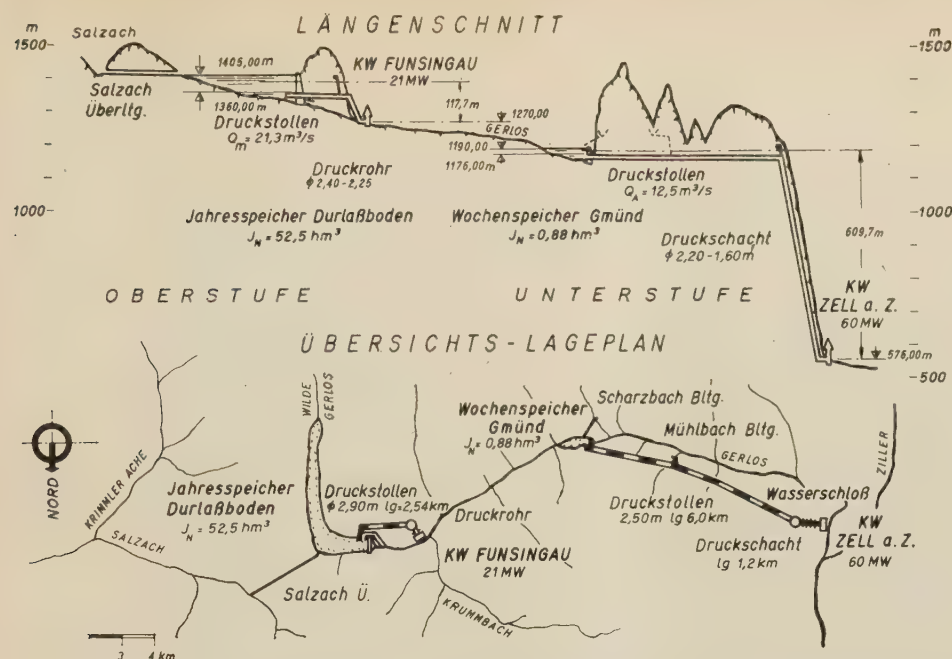 LÄNGENSCHNITT
m
1500
1000
Salzach
Salzach
Überltg.
1405,00m
1360,00m
Druckstollen
Qm = 21,3 m³/s
KW FUNSINGAU
21 MW
117,7m
1270,00
GERLOS
1190,00
1176,00m
Druckrohr
ϕ 2,40-2,25
Jahresspeicher Durlaßboden
JN = 52,5 hm³
Wochenspeicher Gmünd
JN = 0,88 hm³
Druckstollen
QA = 12,5 m³/s
Druckschacht
ϕ 2,20-1,60m
609,7m
KW
ZELL a. Z.
60 MW
576,00m
m
1500
1000
500
OBERSTUFE
UNTERSTUFE
ÜBERSICHTS-LAGEPLAN
NORD
KRIMMLER ACHE
SALZACH
Jahresspeicher
Durlaßboden
JN = 52,5 hm³
WILDE
GERLOS
Druckstollen
ϕ 2,90m lg=2,54km
Salzach Ü.
Druckrohr
KW FUNSINGAU
21 MW
KRUMMBACH
Wochenspeicher
Gmünd
JN = 0,88 hm³
Scharzbach Bltg.
Mühlbach Bltg.
GERLOS
Druckstollen
2,50m lg 6,0km
Wasserschloß
Druckschacht
lg 1,2 km
ZILLER
KW
ZELL a. Z.
60 MW
3 4 km